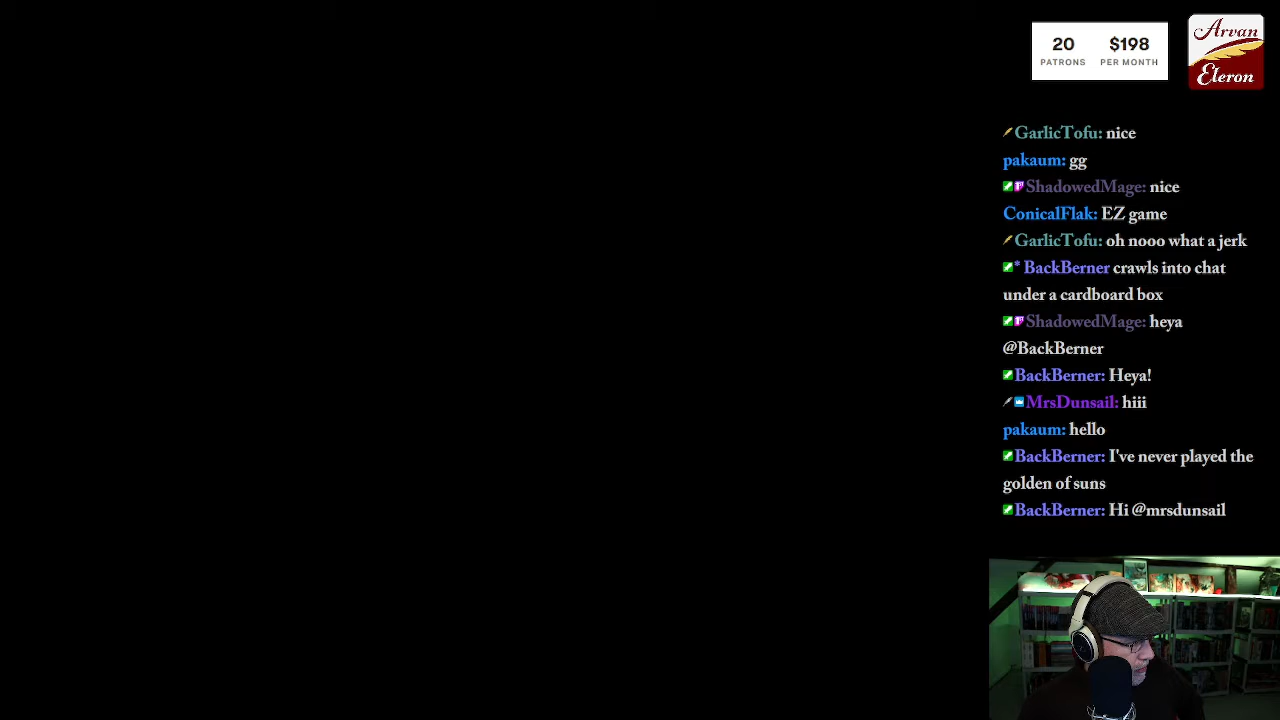 20 $198
PATRONS PER MONTH
Arvan
Eleron
GarlicTofu: nice
pakaum: gg
ShadowedMage: nice
ConicalFlak: EZ game
GarlicTofu: oh nooo what a jerk
* BackBerner crawls into chat
under a cardboard box
ShadowedMage: heya
@BackBerner
BackBerner: Heya!
MrsDunsail: hiii
pakaum: hello
BackBerner: I've never played the
golden of suns
BackBerner: Hi @mrsdunsail